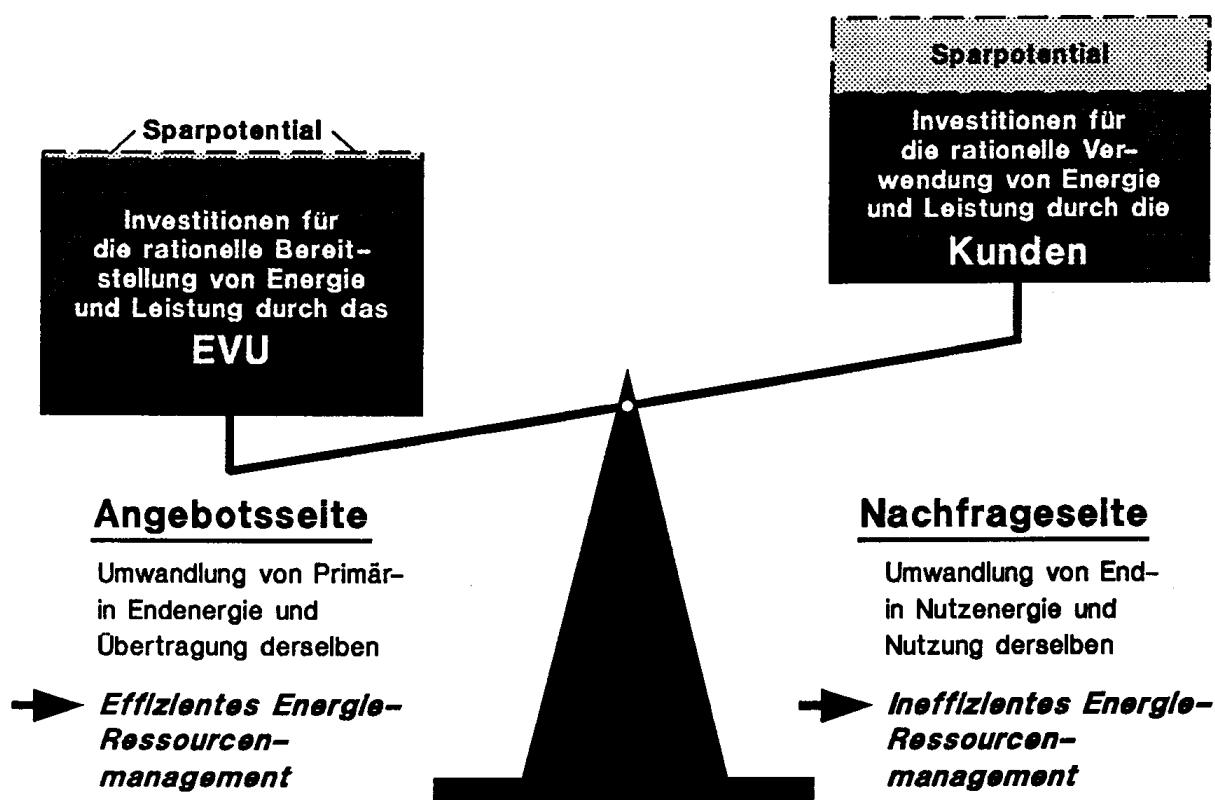 Sparpotential
Investitionen für
die rationelle Bereit-
stellung von Energie
und Leistung durch das
EVU
Sparpotential
Investitionen für
die rationelle Ver-
wendung von Energie
und Leistung durch die
Kunden
Angebotsseite
Umwandlung von Primär-
in Endenergie und
Übertragung derselben
Effizientes Energie-
Ressourcen-
management
Nachfrageseite
Umwandlung von End-
in Nutzenergie und
Nutzung derselben
Ineffizientes Energie-
Ressourcen-
management